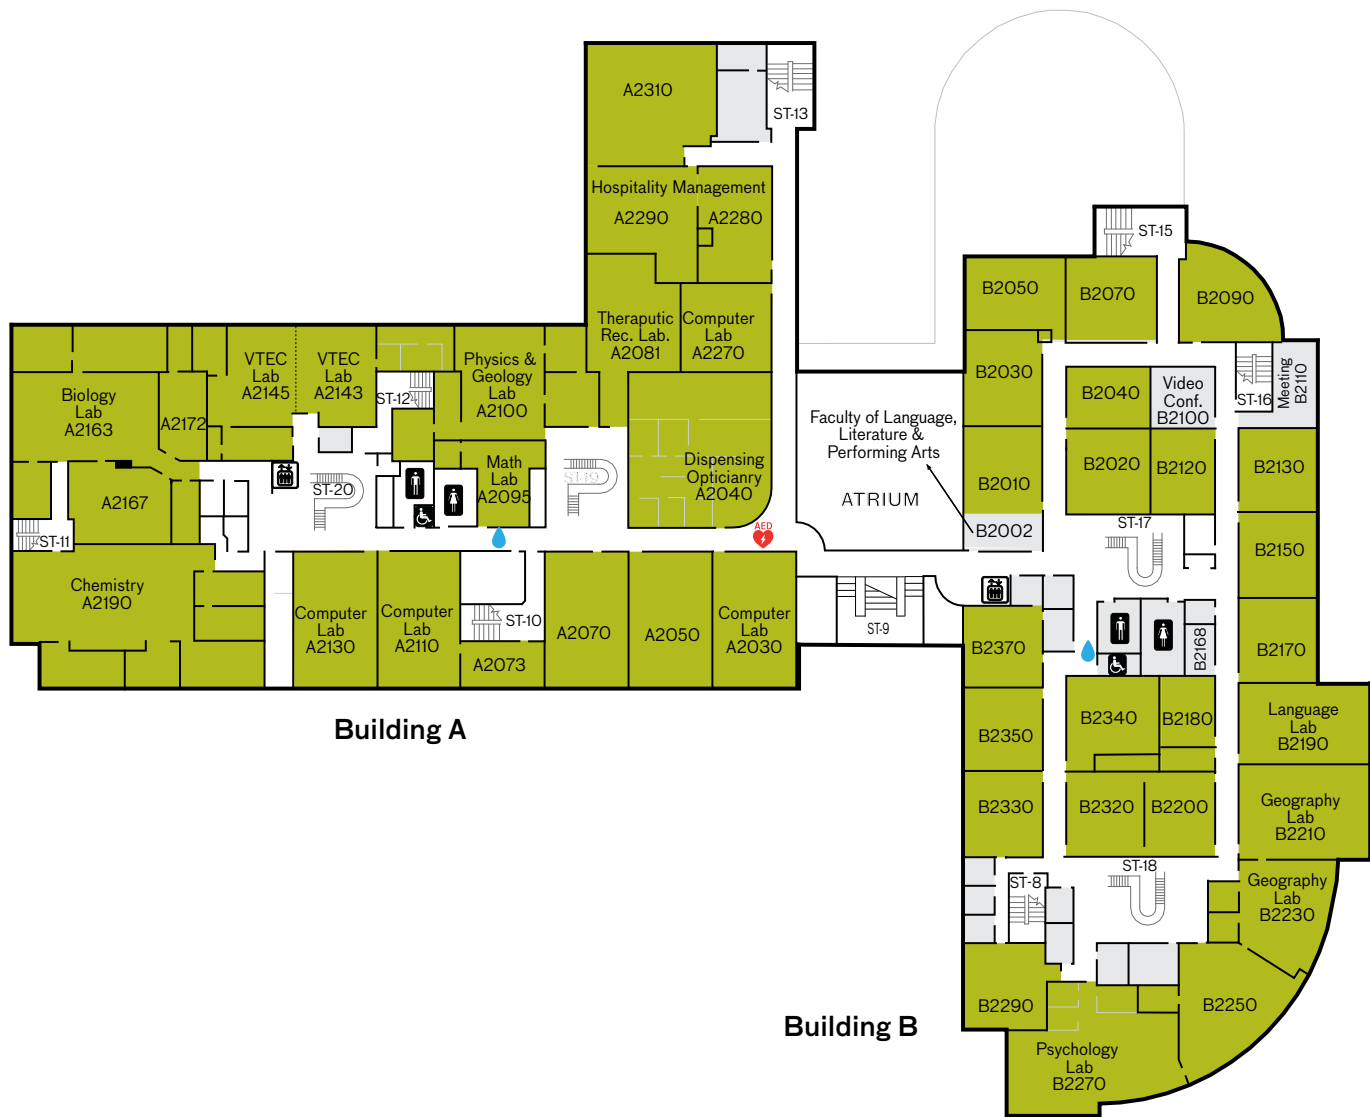 A2310
ST-13
Hospitality Management
A2290
A2280
ST-15
B2050
B2070
B2090
Theraputic
Rec. Lab.
A2081
Computer
Lab
A2270
VTEC
Lab
A2145
VTEC
Lab
A2143
Physics &
Geology
Lab
A2100
ST-12
Biology
Lab
A2163
A2172
B2030
B2040
Video
Conf.
B2100
ST-16
Meeting
B2110
Faculty of Language,
Literature &
Performing Arts
ATRIUM
Math
Lab
A2095
ST-19
Dispensing
Opticianry
A2040
B2010
B2020
B2120
B2130
A2167
ST-20
ST-11
AED
B2002
ST-17
B2150
Chemistry
A2190
Computer
Lab
A2130
Computer
Lab
A2110
ST-10
A2073
A2070
A2050
Computer
Lab
A2030
ST-9
B2370
B2168
B2170
Building A
B2350
B2340
B2180
Language
Lab
B2190
B2330
B2320
B2200
Geography
Lab
B2210
ST-8
ST-18
Geography
Lab
B2230
B2290
B2250
Building B
Psychology
Lab
B2270